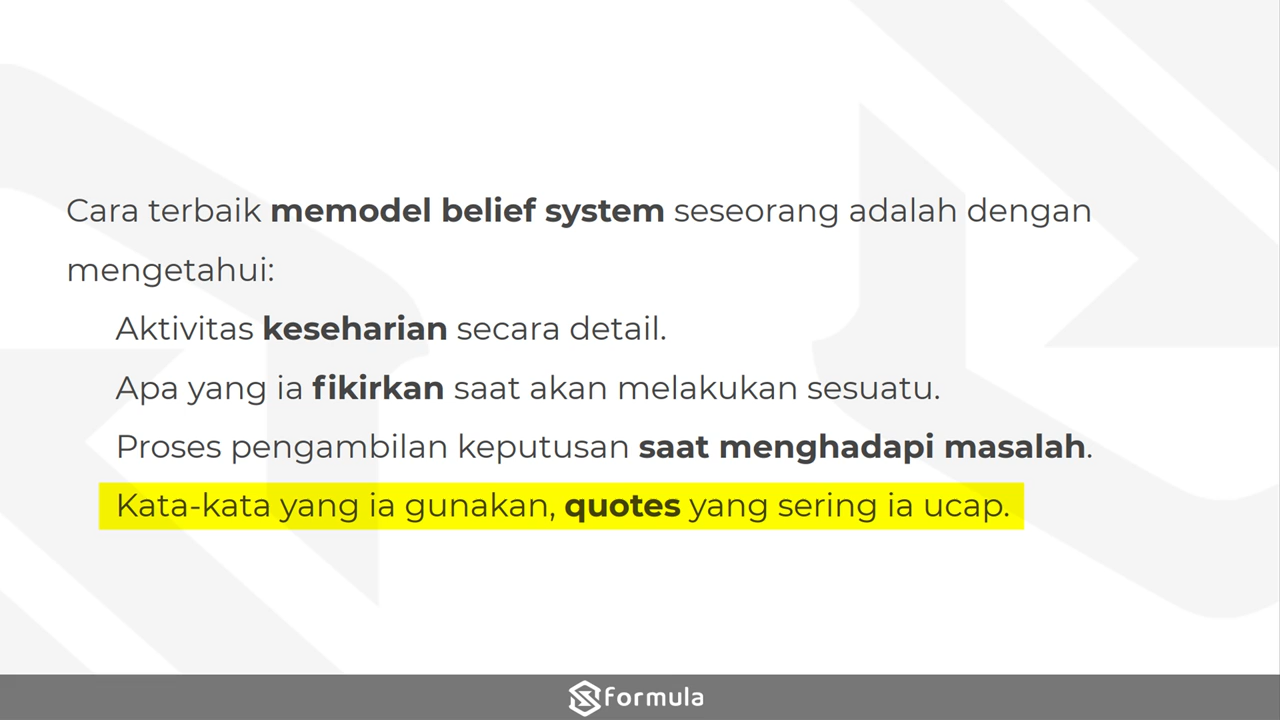 Cara terbaik memodel belief system seseorang adalah dengan
mengetahui:
Aktivitas keseharian secara detail.
Apa yang ia fikirkan saat akan melakukan sesuatu.
Proses pengambilan keputusan saat menghadapi masalah.
Kata-kata yang ia gunakan, quotes yang sering ia ucap.
formula